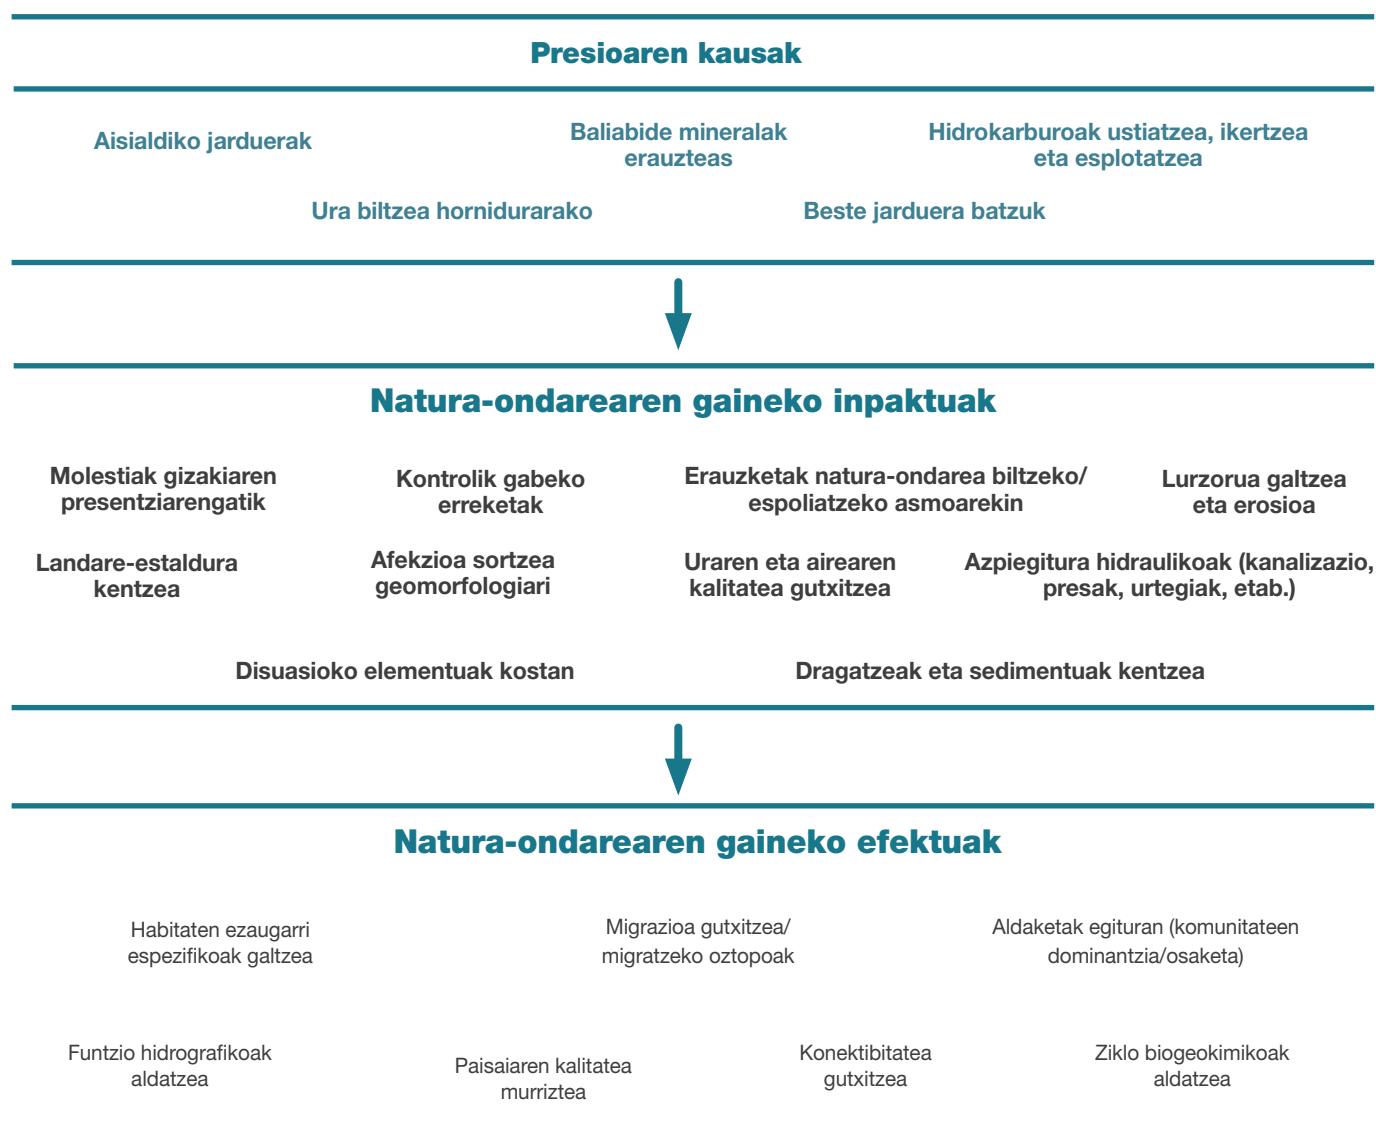 Presioaren kausak
Aisialdiko jarduerak
Baliabide mineralak
erauzteas
Hidrokarburoak ustiatzea, ikertzea
eta esplotatzea
Ura biltzea hornidurarako
Beste jarduera batzuk
Natura-ondarearen gaineko inpaktuak
Molestiak gizakiaren
presentziarengatik
Kontrolik gabeko
erreketak
Erauzketak natura-ondarea biltzeko/
espoliatzeko asmoarekin
Lurzorua galtzea
eta erosioa
Landare-estaldura
kentzea
Afekzioa sortzea
geomorfologiari
Uraren eta airearen
kalitatea gutxitzea
Azpiegitura hidraulikoak (kanalizazio,
presak, urtegiak, etab.)
Disuasioko elementuak kostan
Dragatzeak eta sedimentuak kentzea
Natura-ondarearen gaineko efektuak
Habitaten ezaugarri
espezifikoak galtzea
Migrazioa gutxitzea/
migratzeko oztopoak
Aldaketak egituran (komunitateen
dominantzia/osaketa)
Funtzio hidrografikoak
aldatzea
Paisaiaren kalitatea
murriztea
Konektibitatea
gutxitzea
Ziklo biogeokimikoak
aldatzea